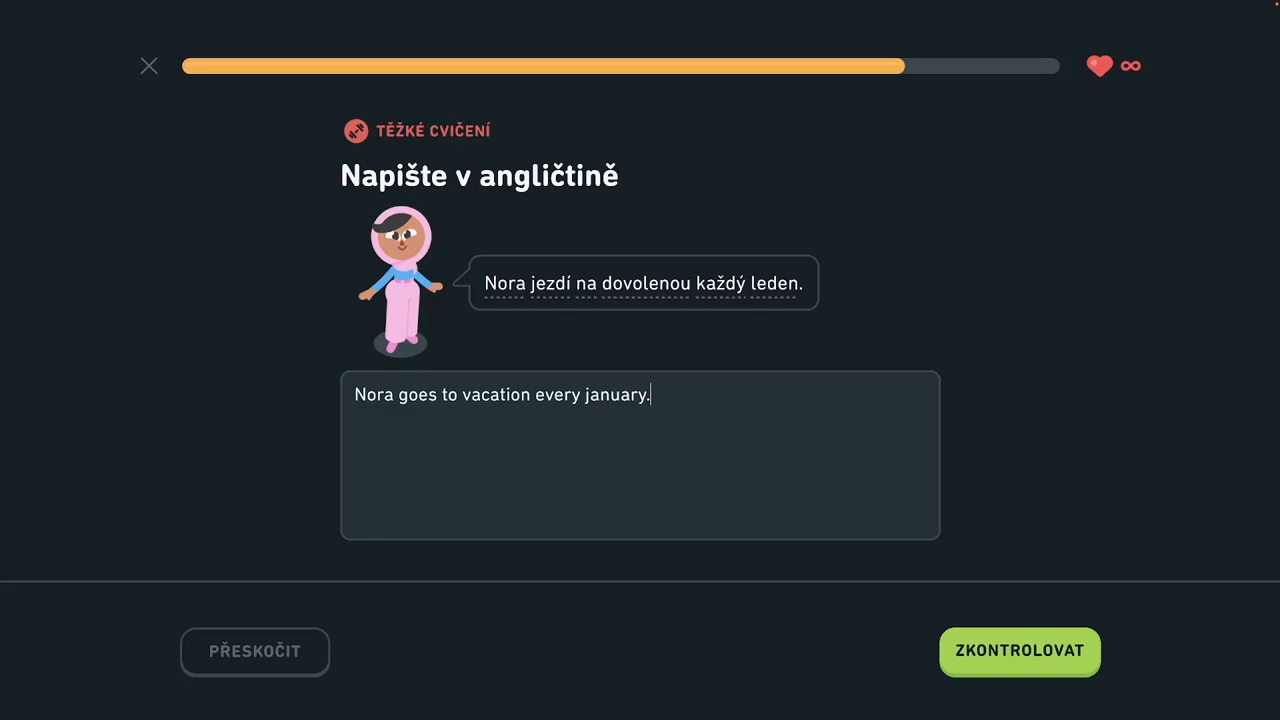 ∞
TĚŽKÉ CVIČENÍ
Napište v angličtině
Nora jezdí na dovolenou každý leden.
Nora goes to vacation every january.
PŘESKOČIT
ZKONTROLOVAT